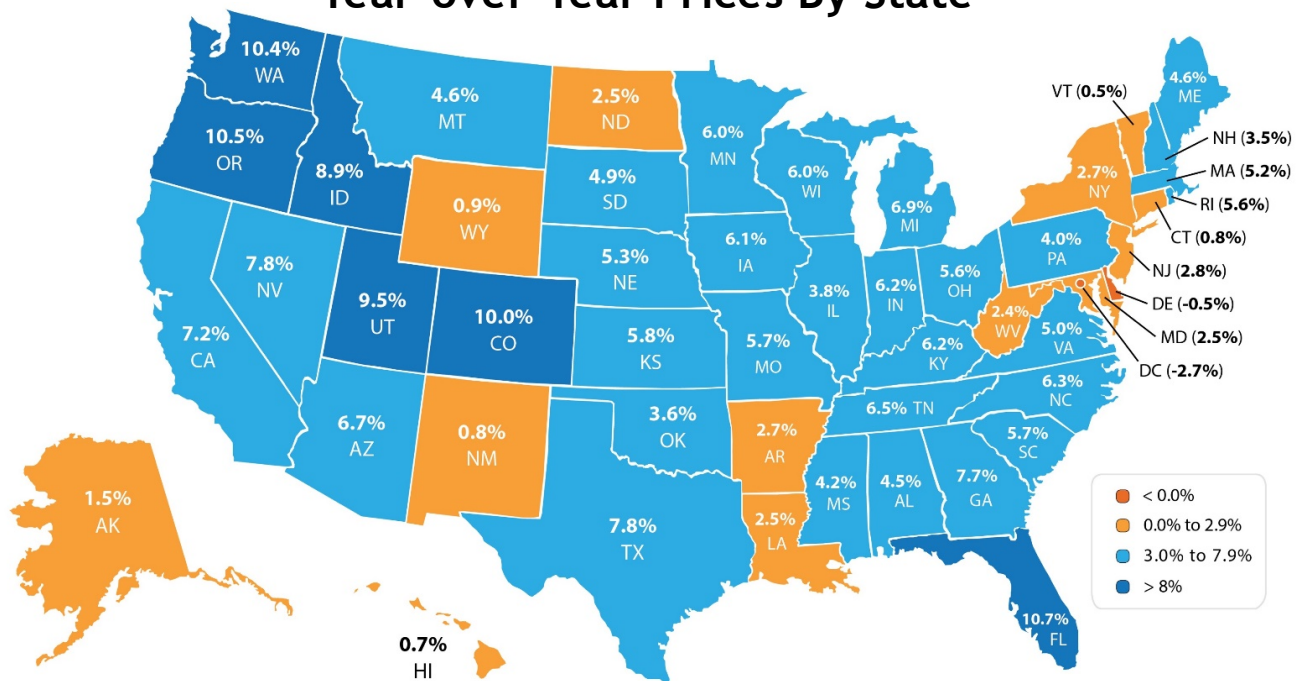 Year-over-Year Prices By State
10.4%
WA
10.5%
OR
8.9%
ID
4.6%
MT
2.5%
ND
6.0%
MN
4.9%
SD
0.9%
WY
6.0%
WI
6.9%
MI
7.8%
NV
7.2%
CA
9.5%
UT
10.0%
CO
5.3%
NE
6.1%
IA
3.8%
IL
6.2%
IN
5.6%
OH
4.0%
PA
2.7%
NY
4.6%
ME
VT (0.5%)
NH (3.5%)
MA (5.2%)
RI (5.6%)
CT (0.8%)
NJ (2.8%)
DE (-0.5%)
MD (2.5%)
DC (-2.7%)
2.4%
WV
5.0%
VA
6.2%
KY
5.8%
KS
5.7%
MO
6.3%
NC
6.5% TN
5.7%
SC
6.7%
AZ
0.8%
NM
3.6%
OK
2.7%
AR
4.2%
MS
4.5%
AL
7.7%
GA
7.8%
TX
2.5%
LA
10.7%
FL
1.5%
AK
0.7%
HI
< 0.0%
0.0% to 2.9%
3.0% to 7.9%
> 8%